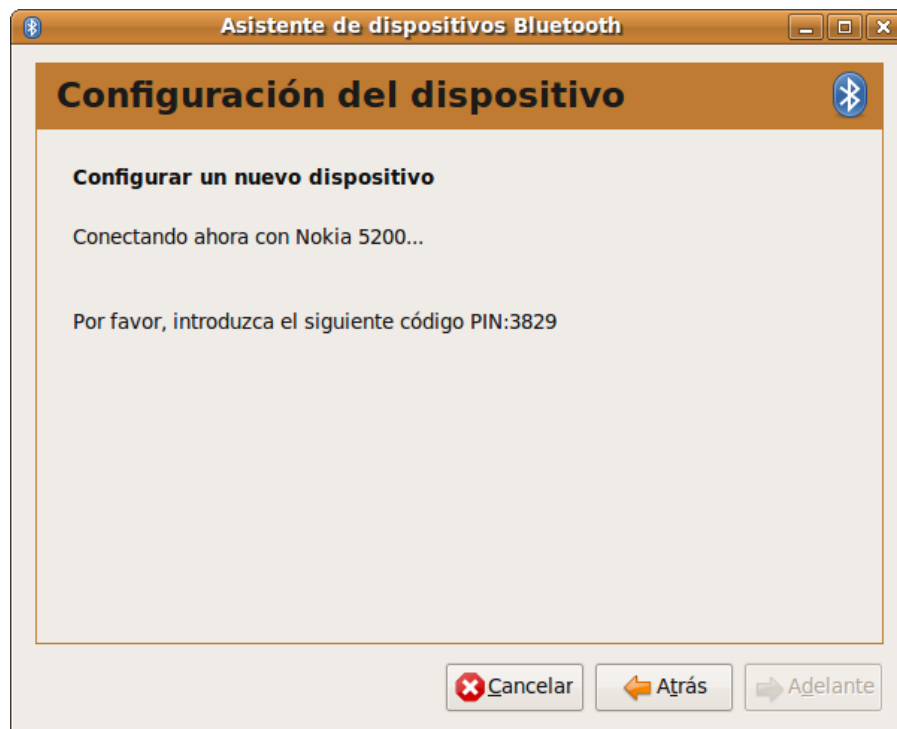 Asistente de dispositivos Bluetooth
Configuración del dispositivo
Configurar un nuevo dispositivo
Conectando ahora con Nokia 5200...
Por favor, introduzca el siguiente código PIN:3829
Cancelar
Atrás
Adelante